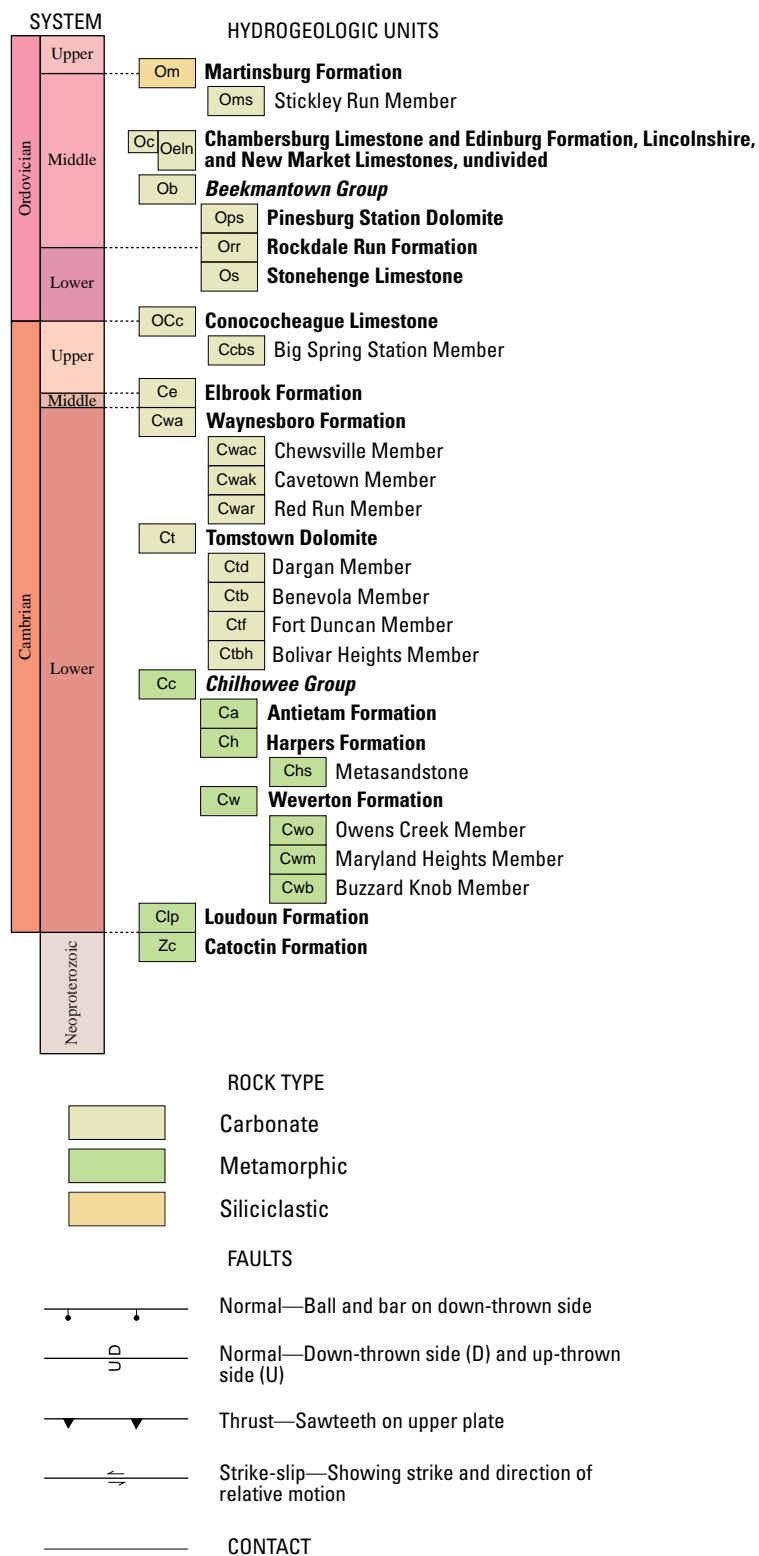 SYSTEM
HYDROGEOLOGIC UNITS
Ordovician
Upper
Middle
Lower
Cambrian
Upper
Middle
Lower
Neoproterozoic
Om Martinsburg Formation
Oms Stickley Run Member
Oc Oeln Chambersburg Limestone and Edinburg Formation, Lincolnshire,
and New Market Limestones, undivided
Ob Beekmantown Group
Ops Pinesburg Station Dolomite
Orr Rockdale Run Formation
Os Stonehenge Limestone
OCc Conococheague Limestone
Ccbs Big Spring Station Member
Ce Elbrook Formation
Cwa Waynesboro Formation
Cwac Chewsville Member
Cwak Cavetown Member
Cwar Red Run Member
Ct Tomstown Dolomite
Ctd Dargan Member
Ctb Benevola Member
Ctf Fort Duncan Member
Ctbh Bolivar Heights Member
Cc Chilhowee Group
Ca Antietam Formation
Ch Harpers Formation
Chs Metasandstone
Cw Weverton Formation
Cwo Owens Creek Member
Cwm Maryland Heights Member
Cwb Buzzard Knob Member
Clp Loudoun Formation
Zc Catoctin Formation
ROCK TYPE
Carbonate
Metamorphic
Siliciclastic
FAULTS
Normal—Ball and bar on down-thrown side
U D
Normal—Down-thrown side (D) and up-thrown
side (U)
Thrust—Sawteeth on upper plate
Strike-slip—Showing strike and direction of
relative motion
CONTACT